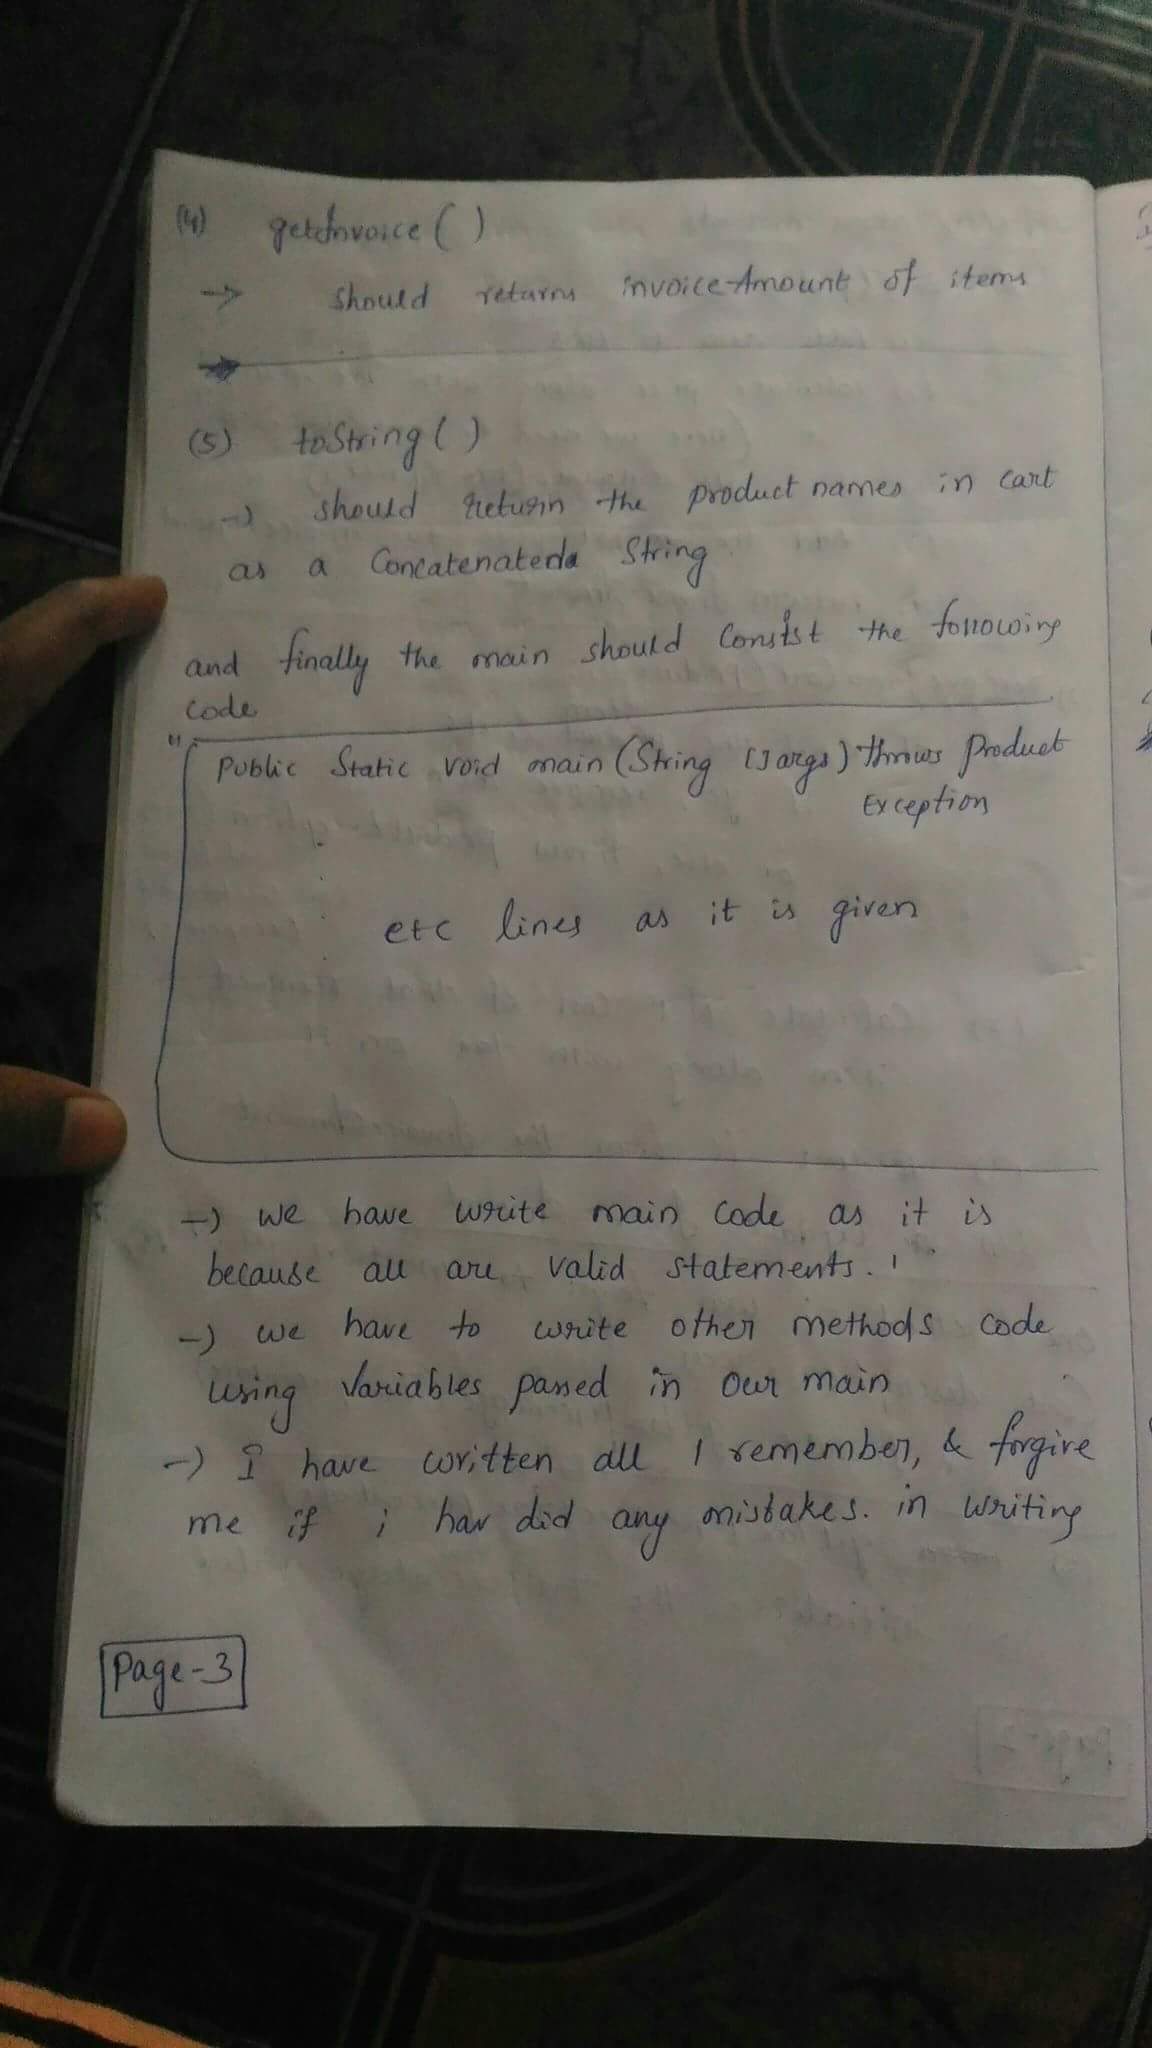 (4) getInvoice ( )
-> should returns invoiceAmount of items
(5) toString ( )
-> should return the product names in cart
as a Concatenated String
and finally the main should Consist the following
code
"
public Static void main (String []args) throws Product
Exception
etc lines as it is given
-> we have write main code as it is
because all are valid statements.
-> we have to write other methods code
using variables passed in our main
-> I have written all I remember, & forgive
me if i hav did any mistakes. in writing
Page-3